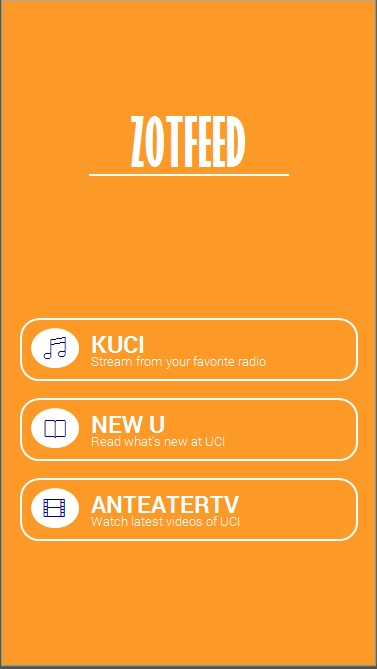 ZOTFEED
KUCI
Stream from your favorite radio
NEW U
Read what's new at UCI
ANTEATERTV
Watch latest videos of UCI